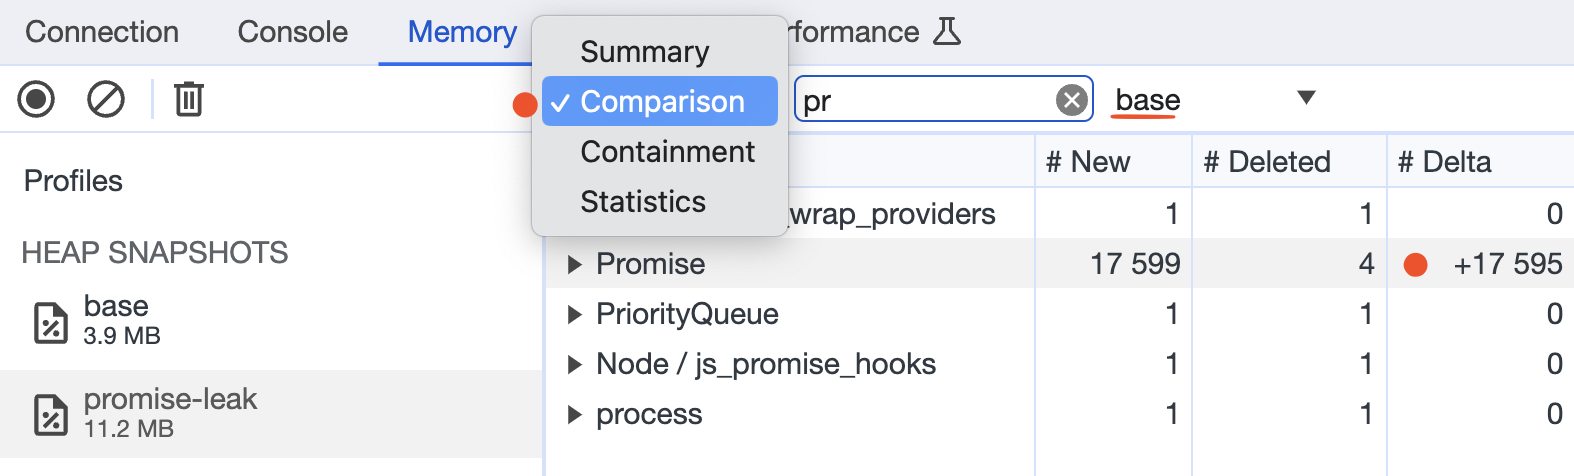 Connection Console Memory rformance
Summary
Comparison
Containment
Statistics
pr
base
Profiles
HEAP SNAPSHOTS
base
3.9 MB
promise-leak
11.2 MB
# New # Deleted # Delta
_wrap_providers 1 1 0
Promise 17 599 4 +17 595
PriorityQueue 1 1 0
Node / js_promise_hooks 1 1 0
process 1 1 0